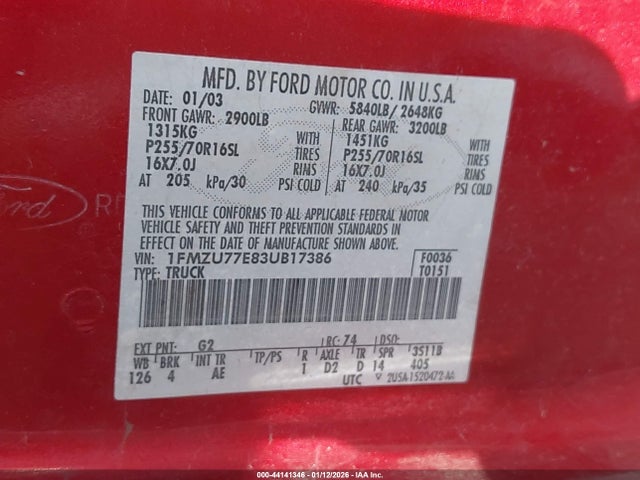 MFD. BY FORD MOTOR CO. IN U.S.A.
DATE: 01/03 GVWR: 5840LB/ 2648KG
FRONT GAWR: 2900LB REAR GAWR: 3200LB
1315KG WITH 1451KG WITH
P255/70R16SL TIRES P255/70R16SL TIRES
16X7.0J RIMS 16X7.0J RIMS
AT 205 kPa/30 PSI COLD AT 240 kPa/35 PSI COLD
THIS VEHICLE CONFORMS TO ALL APPLICABLE FEDERAL MOTOR
VEHICLE SAFETY AND THEFT PREVENTION STANDARDS IN
EFFECT ON THE DATE OF MANUFACTURE SHOWN ABOVE.
VIN: 1FMZU77E83UB17386 F0036
TYPE: TRUCK T0151
EXT PNT: G2 RC: 74 DSO:
WB BRK INT TR TP/PS R AXLE TR SPR 3S11B
126 4 AE 1 D2 D 14 405
UTC 2U5A-1520472-AA
Ford
000-44141346 | 01/12/2026 - IAAI, Inc.